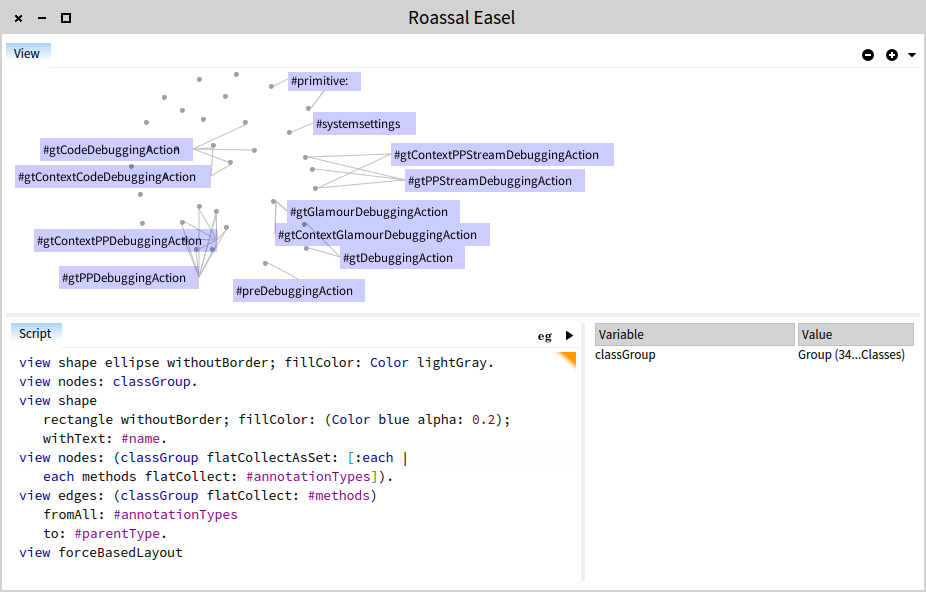 Roassal Easel
View
#primitive:
#systemsettings
#gtCodeDebuggingAction
#gtContextPPStreamDebuggingAction
#gtContextCodeDebuggingAction
#gtPPStreamDebuggingAction
#gtGlamourDebuggingAction
#gtContextGlamourDebuggingAction
#gtContextPPDebuggingAction
#gtDebuggingAction
#gtPPDebuggingAction
#preDebuggingAction
Script
eg
view shape ellipse withoutBorder; fillColor: Color lightGray.
view nodes: classGroup.
view shape
rectangle withoutBorder; fillColor: (Color blue alpha: 0.2);
withText: #name.
view nodes: (classGroup flatCollectAsSet: [:each |
each methods flatCollect: #annotationTypes]).
view edges: (classGroup flatCollect: #methods)
fromAll: #annotationTypes
to: #parentType.
view forceBasedLayout
Variable Value
classGroup Group (34...Classes)